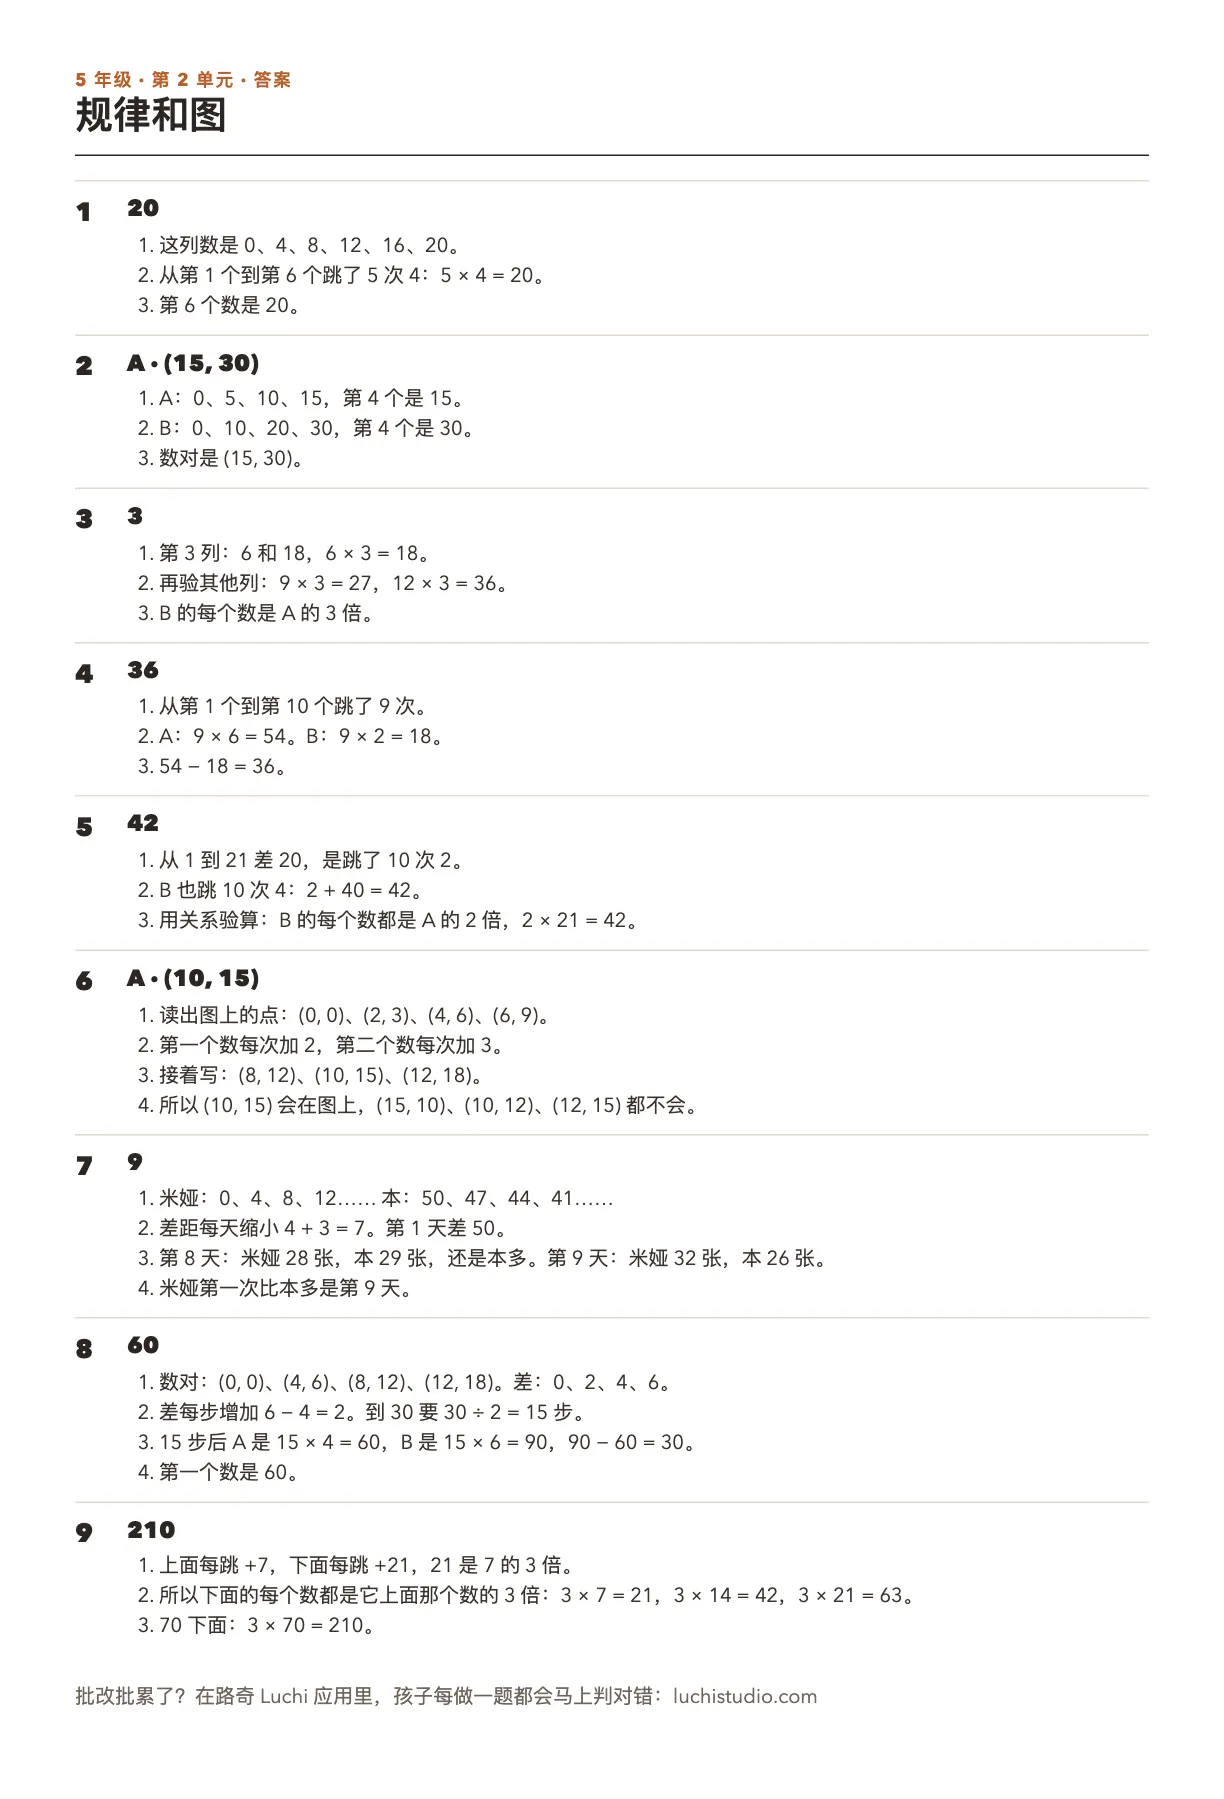 5 年级 · 第 2 单元 · 答案
规律和图
1 20
1. 这列数是 0、4、8、12、16、20。
2. 从第 1 个到第 6 个跳了 5 次 4：5 × 4 = 20。
3. 第 6 个数是 20。
2 A · (15, 30)
1. A：0、5、10、15，第 4 个是 15。
2. B：0、10、20、30，第 4 个是 30。
3. 数对是 (15, 30)。
3 3
1. 第 3 列：6 和 18，6 × 3 = 18。
2. 再验其他列：9 × 3 = 27，12 × 3 = 36。
3. B 的每个数是 A 的 3 倍。
4 36
1. 从第 1 个到第 10 个跳了 9 次。
2. A：9 × 6 = 54。B：9 × 2 = 18。
3. 54 − 18 = 36。
5 42
1. 从 1 到 21 差 20，是跳了 10 次 2。
2. B 也跳 10 次 4：2 + 40 = 42。
3. 用关系验算：B 的每个数都是 A 的 2 倍，2 × 21 = 42。
6 A · (10, 15)
1. 读出图上的点：(0, 0)、(2, 3)、(4, 6)、(6, 9)。
2. 第一个数每次加 2，第二个数每次加 3。
3. 接着写：(8, 12)、(10, 15)、(12, 18)。
4. 所以 (10, 15) 会在图上，(15, 10)、(10, 12)、(12, 15) 都不会。
7 9
1. 米娅：0、4、8、12…… 本：50、47、44、41……
2. 差距每天缩小 4 + 3 = 7。第 1 天差 50。
3. 第 8 天：米娅 28 张，本 29 张，还是本多。第 9 天：米娅 32 张，本 26 张。
4. 米娅第一次比本多是第 9 天。
8 60
1. 数对：(0, 0)、(4, 6)、(8, 12)、(12, 18)。差：0、2、4、6。
2. 差每步增加 6 − 4 = 2。到 30 要 30 ÷ 2 = 15 步。
3. 15 步后 A 是 15 × 4 = 60，B 是 15 × 6 = 90，90 − 60 = 30。
4. 第一个数是 60。
9 210
1. 上面每跳 +7，下面每跳 +21，21 是 7 的 3 倍。
2. 所以下面的每个数都是它上面那个数的 3 倍：3 × 7 = 21，3 × 14 = 42，3 × 21 = 63。
3. 70 下面：3 × 70 = 210。
批改批累了？在路奇 Luchi 应用里，孩子每做一题都会马上判对错：luchistudio.com